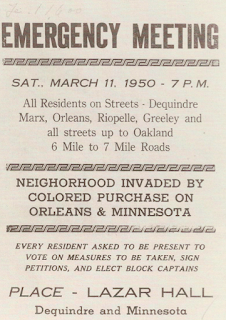 EMERGENCY MEETING
SAT.. MARCH 11. 1950 - 7 P. M.
All Residents on Streets - Dequindre
Marx, Orleans, Riopelle, Greeley and
all streets up to Oakland
6 Mile to 7 Mile Roads
NEIGHORHOOD INVADED BY
COLORED PURCHASE ON
ORLEANS & MINNESOTA
EVERY RESIDENT ASKED TO BE PRESENT TO
VOTE ON MEASURES TO BE TAKEN, SIGN
PETITIONS, AND ELECT BLOCK CAPTAINS
PLACE - LAZAR HALL
Dequindre and Minnesota